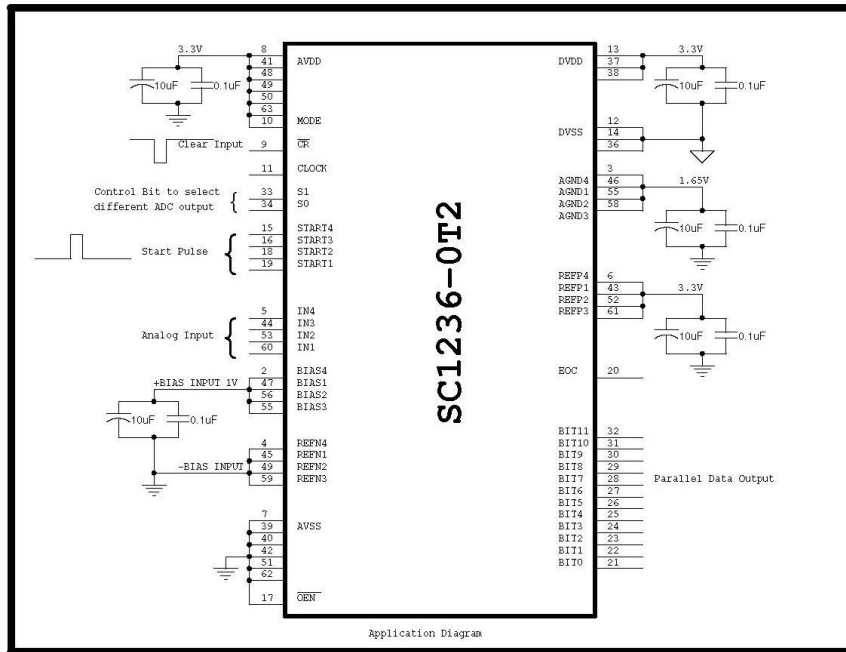 3.3V
8
41
48
49
50
63
10
AVDD
MODE
10uF
0.1uF
Clear Input
9
CR
11
CLOCK
Control Bit to select
different ADC output
33
S1
34
S0
Start Pulse
15
START4
16
START3
18
START2
19
START1
Analog Input
5
IN4
44
IN3
53
IN2
60
IN1
2
BIAS4
+BIAS INPUT 1V
47
BIAS1
56
BIAS2
55
BIAS3
10uF
0.1uF
4
REFN4
45
REFN1
-BIAS INPUT
49
REFN2
59
REFN3
7
39
AVSS
40
42
51
62
17
OEN
SC1236-0T2
13
DVDD
37
38
3.3V
10uF
0.1uF
12
DVSS
14
36
3
AGND4
46
AGND1
55
AGND2
58
AGND3
1.65V
10uF
0.1uF
REFP4
6
REFP1
43
REFP2
52
REFP3
61
3.3V
10uF
0.1uF
EOC
20
BIT11
32
BIT10
31
BIT9
30
BIT8
29
BIT7
28
Parallel Data Output
BIT6
27
BIT5
26
BIT4
25
BIT3
24
BIT2
23
BIT1
22
BIT0
21
Application Diagram